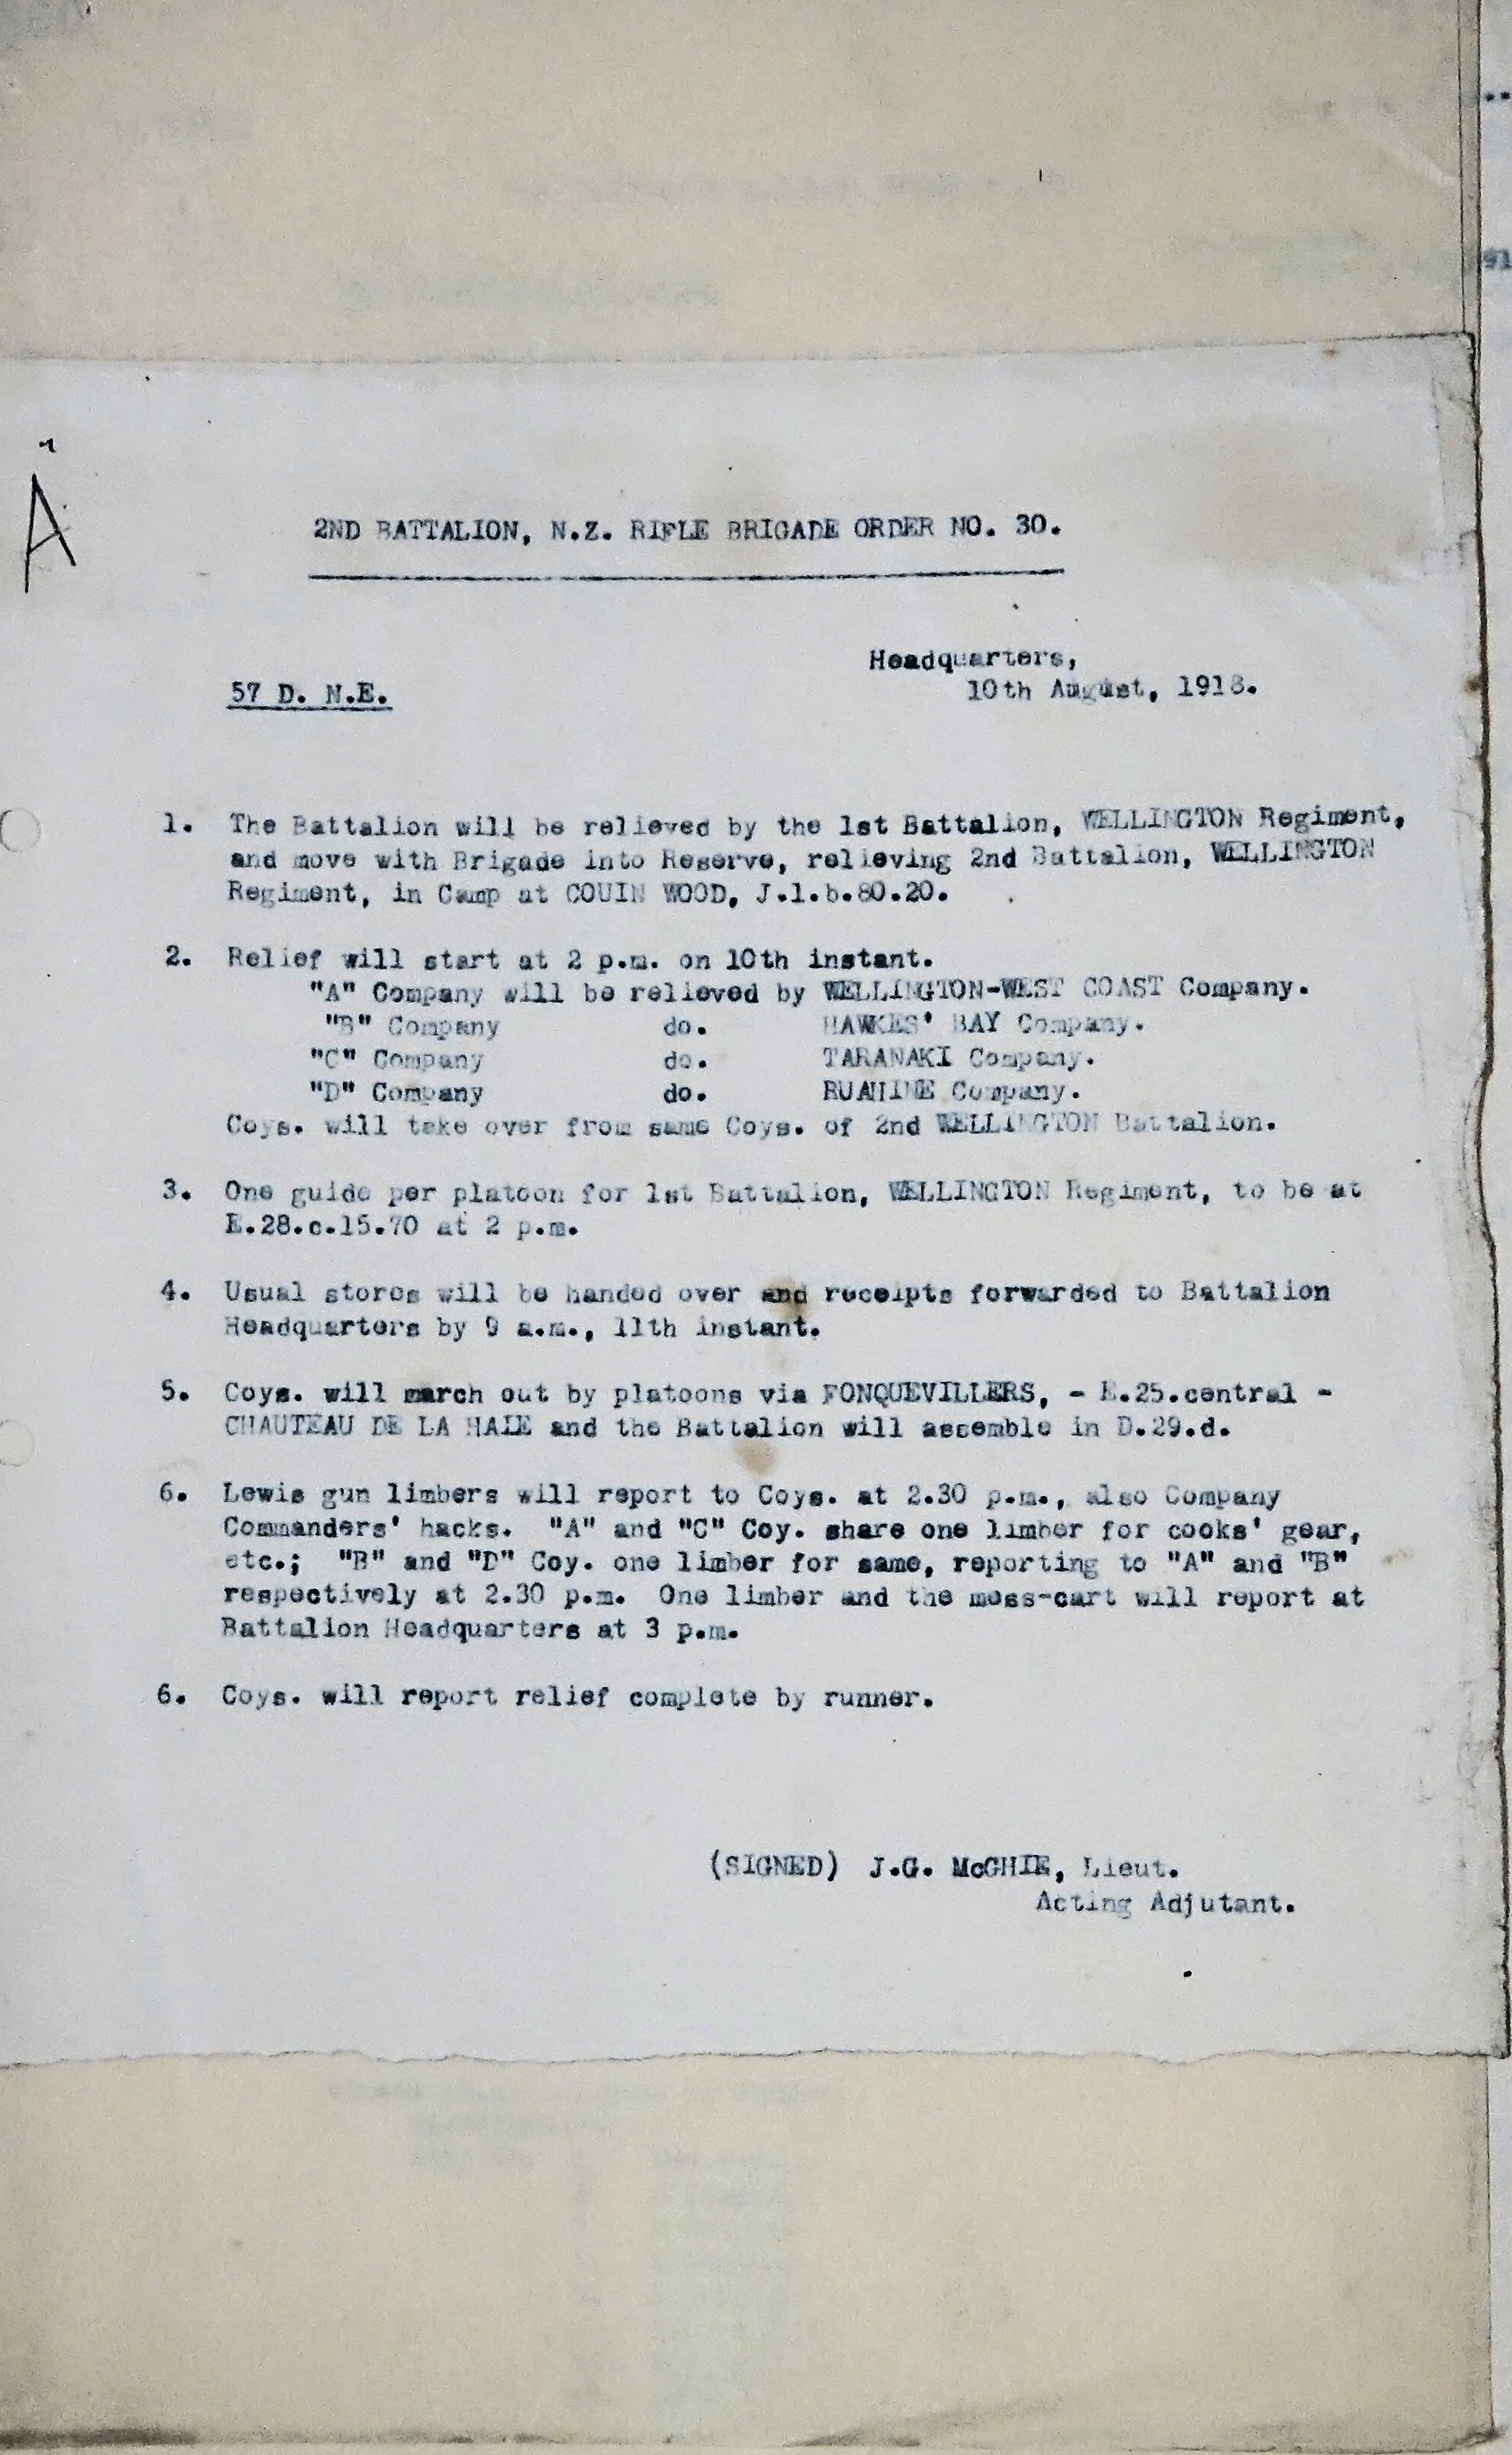 A
2ND BATTALION, N.Z. RIFLE BRIGADE ORDER NO. 30.
Headquarters,
10th August, 1918.
57 D. N.E.
1. The Battalion will be relieved by the 1st Battalion, WELLINGTON Regiment,
and move with Brigade into Reserve, relieving 2nd Battalion, WELLINGTON
Regiment, in Camp at COUIN WOOD, J.1.b.80.20.
2. Relief will start at 2 p.m. on 10th instant.
"A" Company will be relieved by WELLINGTON-WEST COAST Company.
"B" Company do. HAWKES' BAY Company.
"C" Company do. TARANAKI Company.
"D" Company do. RUAHINE Company.
Coys. will take over from same Coys. of 2nd WELLINGTON Battalion.
3. One guide per platoon for 1st Battalion, WELLINGTON Regiment, to be at
E.28.c.15.70 at 2 p.m.
4. Usual stores will be handed over and receipts forwarded to Battalion
Headquarters by 9 a.m., 11th instant.
5. Coys. will march out by platoons via FONQUEVILLERS, - E.25.central -
CHAUTEAU DE LA HAIE and the Battalion will assemble in D.29.d.
6. Lewis gun limbers will report to Coys. at 2.30 p.m., also Company
Commanders' hacks. "A" and "C" Coy. share one limber for cooks' gear,
etc.; "B" and "D" Coy. one limber for same, reporting to "A" and "B"
respectively at 2.30 p.m. One limber and the mess-cart will report at
Battalion Headquarters at 3 p.m.
6. Coys. will report relief complete by runner.
(SIGNED) J.G. McGHIE, Lieut.
Acting Adjutant.
91